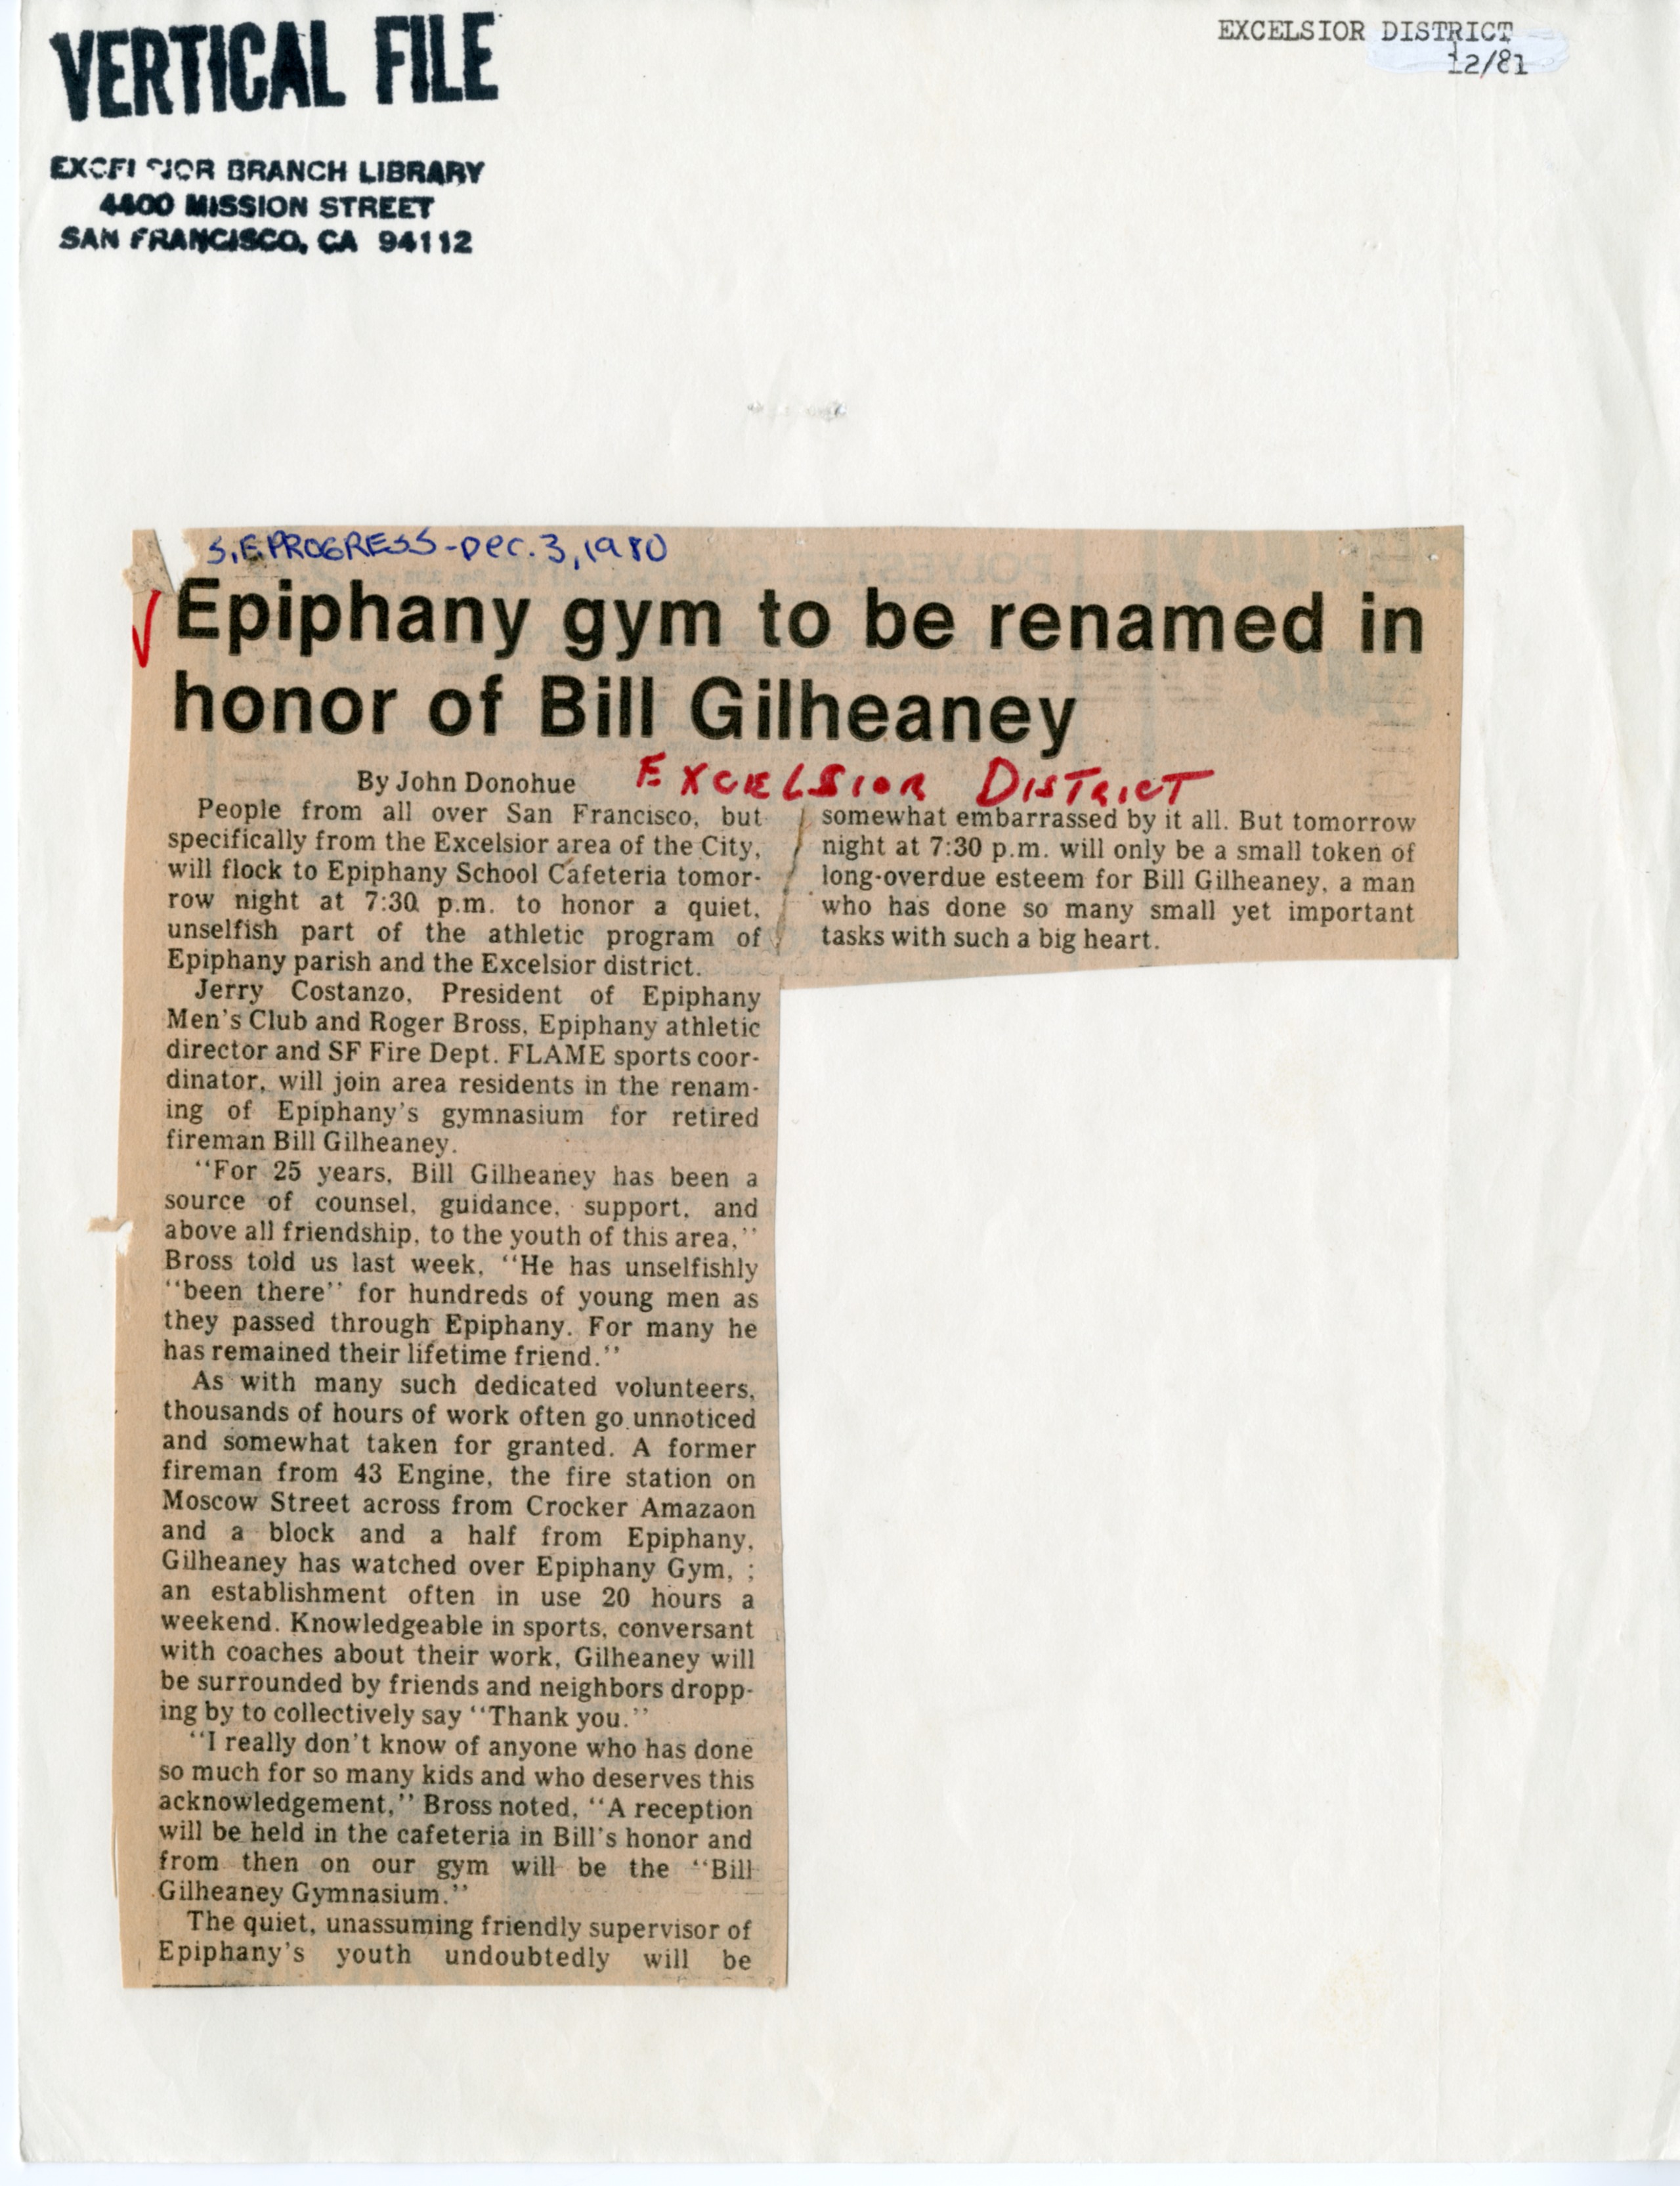 VERTICAL FILE
EXCELSIOR BRANCH LIBRARY
4400 MISSION STREET
SAN FRANCISCO, CA 94112
EXCELSIOR DISTRICT
12/81
S.F. PROGRESS - Dec. 3, 1980
Epiphany gym to be renamed in
honor of Bill Gilheaney
By John Donohue
EXCELSIOR DISTRICT
People from all over San Francisco, but
specifically from the Excelsior area of the City,
will flock to Epiphany School Cafeteria tomor-
row night at 7:30 p.m. to honor a quiet,
unselfish part of the athletic program of
Epiphany parish and the Excelsior district.
Jerry Costanzo, President of Epiphany
Men's Club and Roger Bross, Epiphany athletic
director and SF Fire Dept. FLAME sports coor-
dinator, will join area residents in the renam-
ing of Epiphany's gymnasium for retired
fireman Bill Gilheaney.
"For 25 years, Bill Gilheaney has been a
source of counsel, guidance, support, and
above all friendship, to the youth of this area,"
Bross told us last week, "He has unselfishly
"been there" for hundreds of young men as
they passed through Epiphany. For many he
has remained their lifetime friend."
As with many such dedicated volunteers,
thousands of hours of work often go unnoticed
and somewhat taken for granted. A former
fireman from 43 Engine, the fire station on
Moscow Street across from Crocker Amazaon
and a block and a half from Epiphany,
Gilheaney has watched over Epiphany Gym, ;
an establishment often in use 20 hours a
weekend. Knowledgeable in sports, conversant
with coaches about their work, Gilheaney will
be surrounded by friends and neighbors dropp-
ing by to collectively say "Thank you."
"I really don't know of anyone who has done
so much for so many kids and who deserves this
acknowledgement," Bross noted, "A reception
will be held in the cafeteria in Bill's honor and
from then on our gym will be the "Bill
Gilheaney Gymnasium."
The quiet, unassuming friendly supervisor of
Epiphany's youth undoubtedly will be
somewhat embarrassed by it all. But tomorrow
night at 7:30 p.m. will only be a small token of
long-overdue esteem for Bill Gilheaney, a man
who has done so many small yet important
tasks with such a big heart.